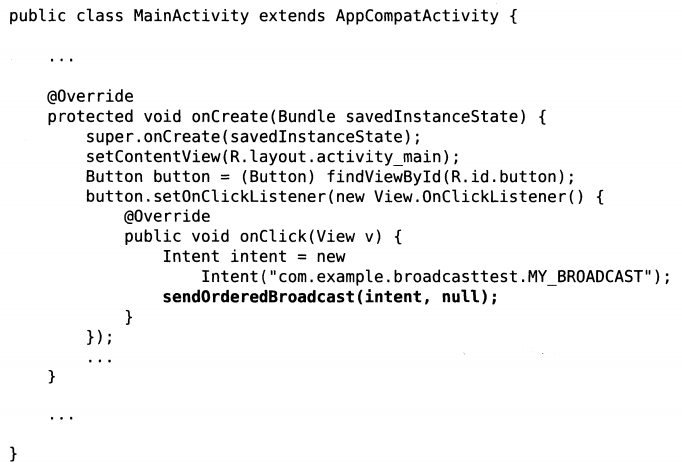 public class MainActivity extends AppCompatActivity {
...
@Override
protected void onCreate(Bundle savedInstanceState) {
super.onCreate(savedInstanceState);
setContentView(R.layout.activity_main);
Button button = (Button) findViewById(R.id.button);
button.setOnClickListener(new View.OnClickListener() {
@Override
public void onClick(View v) {
Intent intent = new
Intent("com.example.broadcasttest.MY_BROADCAST");
sendOrderedBroadcast(intent, null);
}
});
...
}
...
}